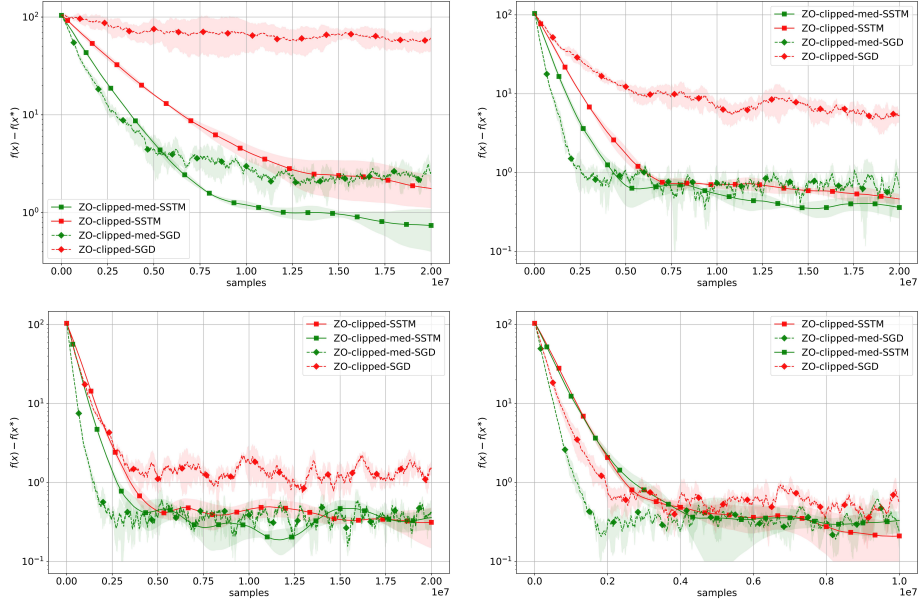 10²
10¹
10⁰
f(x) − f(x*)
ZO-clipped-med-SSTM
ZO-clipped-SSTM
ZO-clipped-med-SGD
ZO-clipped-SGD
0.00 0.25 0.50 0.75 1.00 1.25 1.50 1.75 2.00
samples
1e7
10²
10¹
10⁰
10⁻¹
f(x) − f(x*)
ZO-clipped-med-SSTM
ZO-clipped-SSTM
ZO-clipped-med-SGD
ZO-clipped-SGD
0.00 0.25 0.50 0.75 1.00 1.25 1.50 1.75 2.00
samples
1e7
10²
10¹
10⁰
10⁻¹
f(x) − f(x*)
ZO-clipped-SSTM
ZO-clipped-med-SSTM
ZO-clipped-med-SGD
ZO-clipped-SGD
0.00 0.25 0.50 0.75 1.00 1.25 1.50 1.75 2.00
samples
1e7
10²
10¹
10⁰
10⁻¹
f(x) − f(x*)
ZO-clipped-SSTM
ZO-clipped-med-SGD
ZO-clipped-med-SSTM
ZO-clipped-SGD
0.0 0.2 0.4 0.6 0.8 1.0
samples
1e7